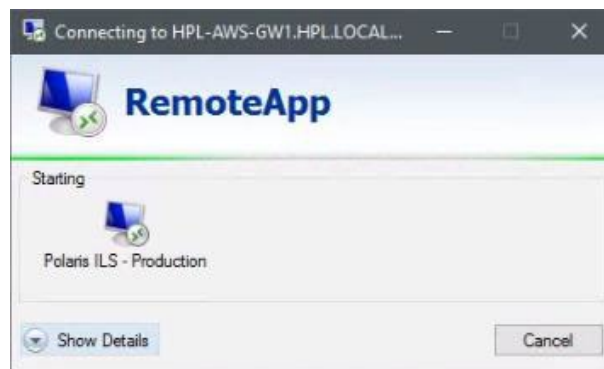 Connecting to HPL-AWS-GW1.HPL.LOCAL...
RemoteApp
Starting
Polaris ILS - Production
Show Details
Cancel